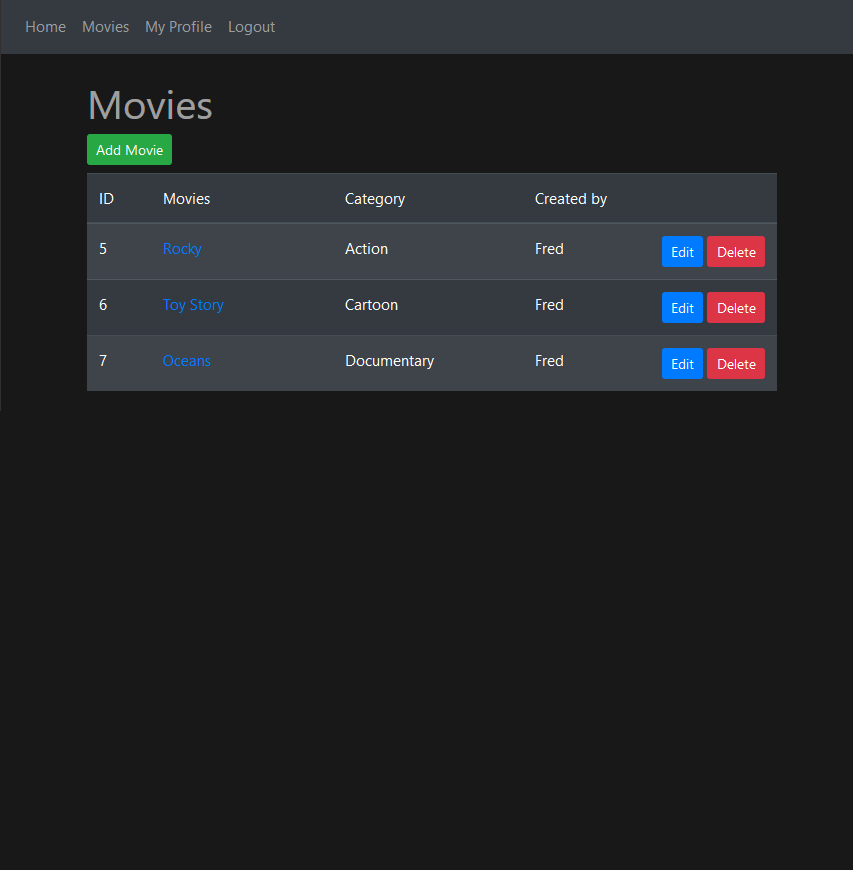 Home Movies My Profile Logout
Movies
Add Movie
ID Movies Category Created by
5 Rocky Action Fred Edit Delete
6 Toy Story Cartoon Fred Edit Delete
7 Oceans Documentary Fred Edit Delete